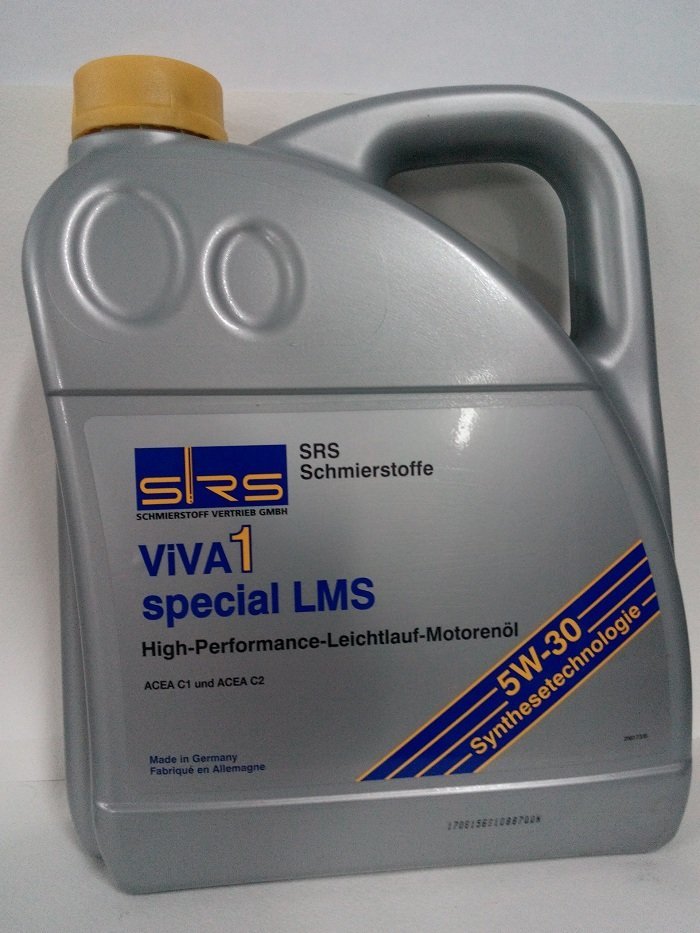 SRS
SCHMIERSTOFF VERTRIEB GMBH
SRS
Schmierstoffe
ViVA1
special LMS
High-Performance-Leichtlauf-Motorenöl
ACEA C1 und ACEA C2
5W-30
Synthesetechnologie
Made in Germany
Fabriqué en Allemagne